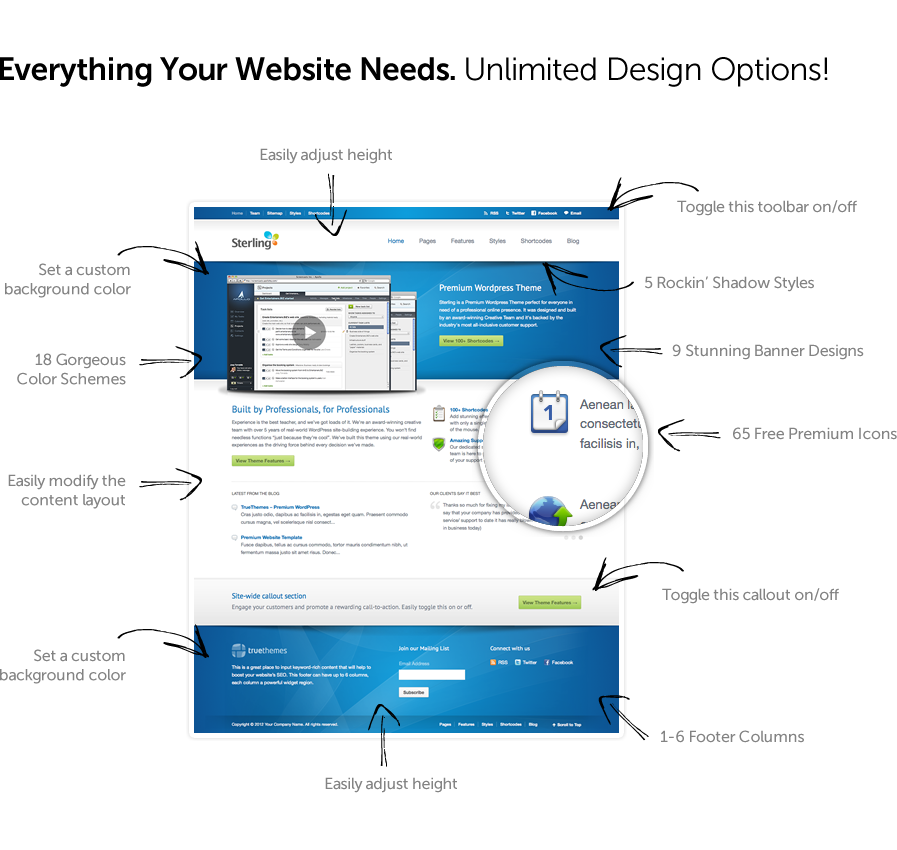 Everything Your Website Needs. Unlimited Design Options!
Easily adjust height
Toggle this toolbar on/off
Set a custom
background color
5 Rockin’ Shadow Styles
18 Gorgeous
Color Schemes
9 Stunning Banner Designs
65 Free Premium Icons
Easily modify the
content layout
Toggle this callout on/off
Set a custom
background color
1-6 Footer Columns
Easily adjust height
Home Team Sitemap Styles Shortcodes
RSS Twitter Facebook Email
Sterling
Home Pages Features Styles Shortcodes Blog
Premium Wordpress Theme
Sterling is a Premium Wordpress Theme perfect for everyone in
need of a professional online presence. It was designed and built
by an award-winning Creative Team and it's backed by the
industry's most all-inclusive customer support.
View 100+ Shortcodes →
Built by Professionals, for Professionals
Experience is the best teacher, and we've got loads of it. We're an award-winning creative
team with over 5 years of real-world WordPress site-building experience. You won't find
needless functions "just because they're cool". We've built this theme using our real-world
experiences as the driving force behind every decision we've made.
View Theme Features →
100+ Shortcodes
Add stunning
with only a single
of the mouse
Amazing
Our dedicated
team is here to
of your support
1
Aenean
facilisis in,
Aenean
LATEST FROM THE BLOG
TrueThemes - Premium WordPress
Cras justo odio, dapibus ac facilisis in, egestas eget quam. Praesent commodo
cursus magna, vel scelerisque nisl consect...
Premium Website Template
Fusce dapibus, tellus ac cursus commodo, tortor mauris condimentum nibh, ut
fermentum massa justo sit amet risus. Donec...
OUR CLIENTS SAY IT BEST
Thanks so much for fixing my
say that your company has provided
service/ support to date it has really
in business today)
Site-wide callout section
Engage your customers and promote a rewarding call-to-action. Easily toggle this on or off.
View Theme Features →
truethemes
This is a great place to input keyword-rich content that will help to
boost your website's SEO. This footer can have up to 6 columns,
each column a powerful widget region.
Join our Mailing List
Email Address
Subscribe
Connect with us
RSS Twitter Facebook
Copyright © 2012 Your Company Name. All rights reserved.
Pages Features Styles Shortcodes Blog Scroll to Top